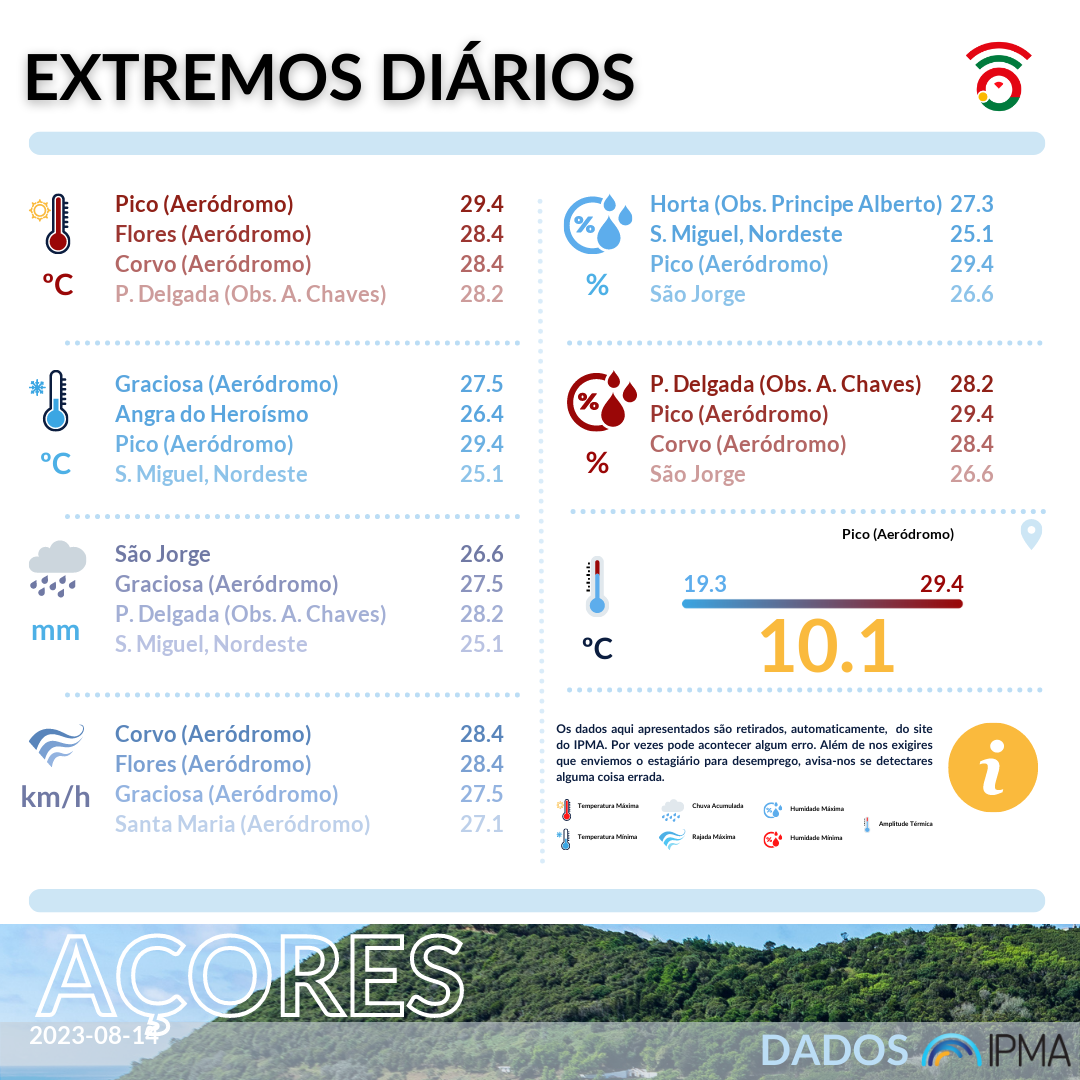 EXTREMOS DIÁRIOS
Pico (Aeródromo) 29.4
Flores (Aeródromo) 28.4
Corvo (Aeródromo) 28.4
P. Delgada (Obs. A. Chaves) 28.2
ºC
Graciosa (Aeródromo) 27.5
Angra do Heroísmo 26.4
Pico (Aeródromo) 29.4
S. Miguel, Nordeste 25.1
ºC
São Jorge 26.6
Graciosa (Aeródromo) 27.5
P. Delgada (Obs. A. Chaves) 28.2
S. Miguel, Nordeste 25.1
mm
Corvo (Aeródromo) 28.4
Flores (Aeródromo) 28.4
Graciosa (Aeródromo) 27.5
Santa Maria (Aeródromo) 27.1
km/h
%
Horta (Obs. Principe Alberto) 27.3
S. Miguel, Nordeste 25.1
Pico (Aeródromo) 29.4
São Jorge 26.6
%
%
P. Delgada (Obs. A. Chaves) 28.2
Pico (Aeródromo) 29.4
Corvo (Aeródromo) 28.4
São Jorge 26.6
%
Pico (Aeródromo)
19.3 29.4
10.1
ºC
Os dados aqui apresentados são retirados, automaticamente, do site
do IPMA. Por vezes pode acontecer algum erro. Além de nos exigires
que enviemos o estagiário para desemprego, avisa-nos se detectares
alguma coisa errada.
i
Temperatura Máxima Chuva Acumulada Humidade Máxima
Amplitude Térmica
Temperatura Mínima Rajada Máxima Humidade Mínima
AÇORES
2023-08-14
DADOS IPMA